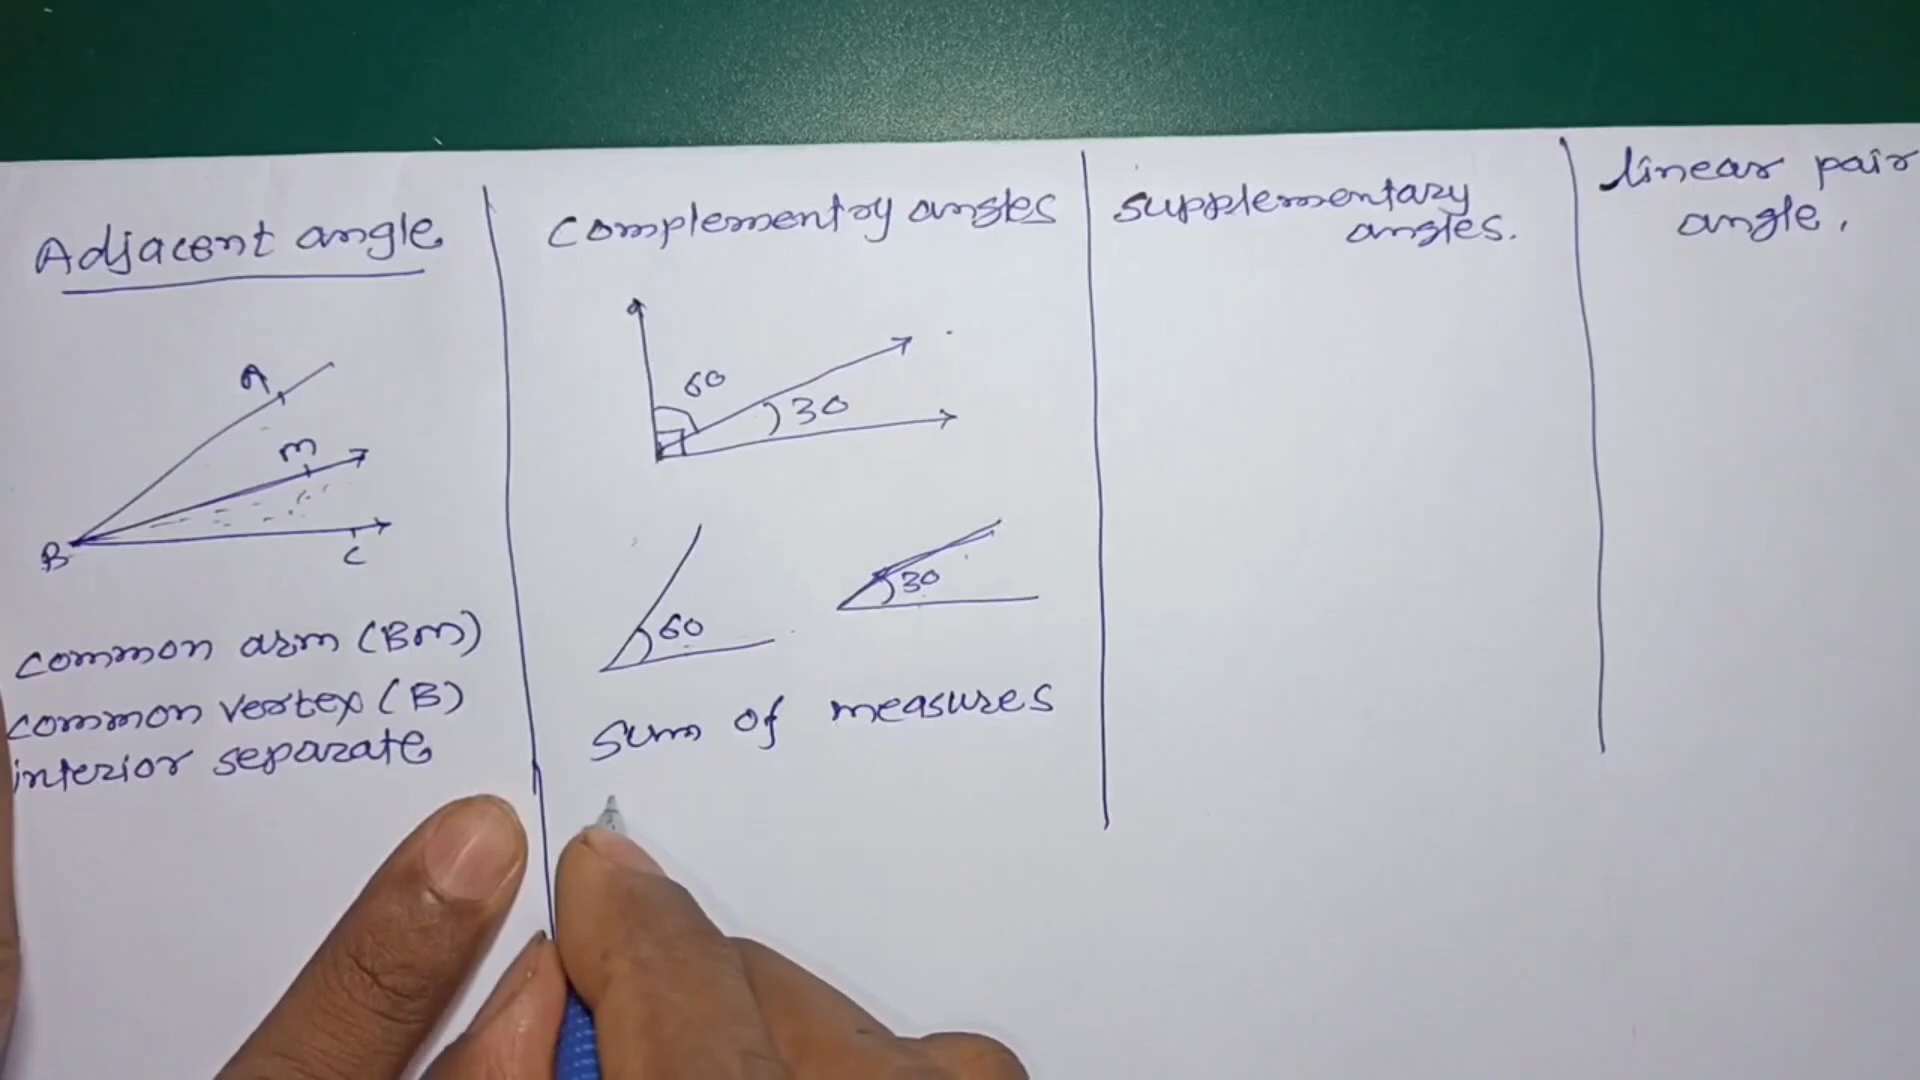 Adjacent angle
A
m
B
C
common arm (Bm)
common vertex (B)
interior separate
complementry angles
60
30
60
30
sum of measures
supplementary
angles.
linear pair
angle.